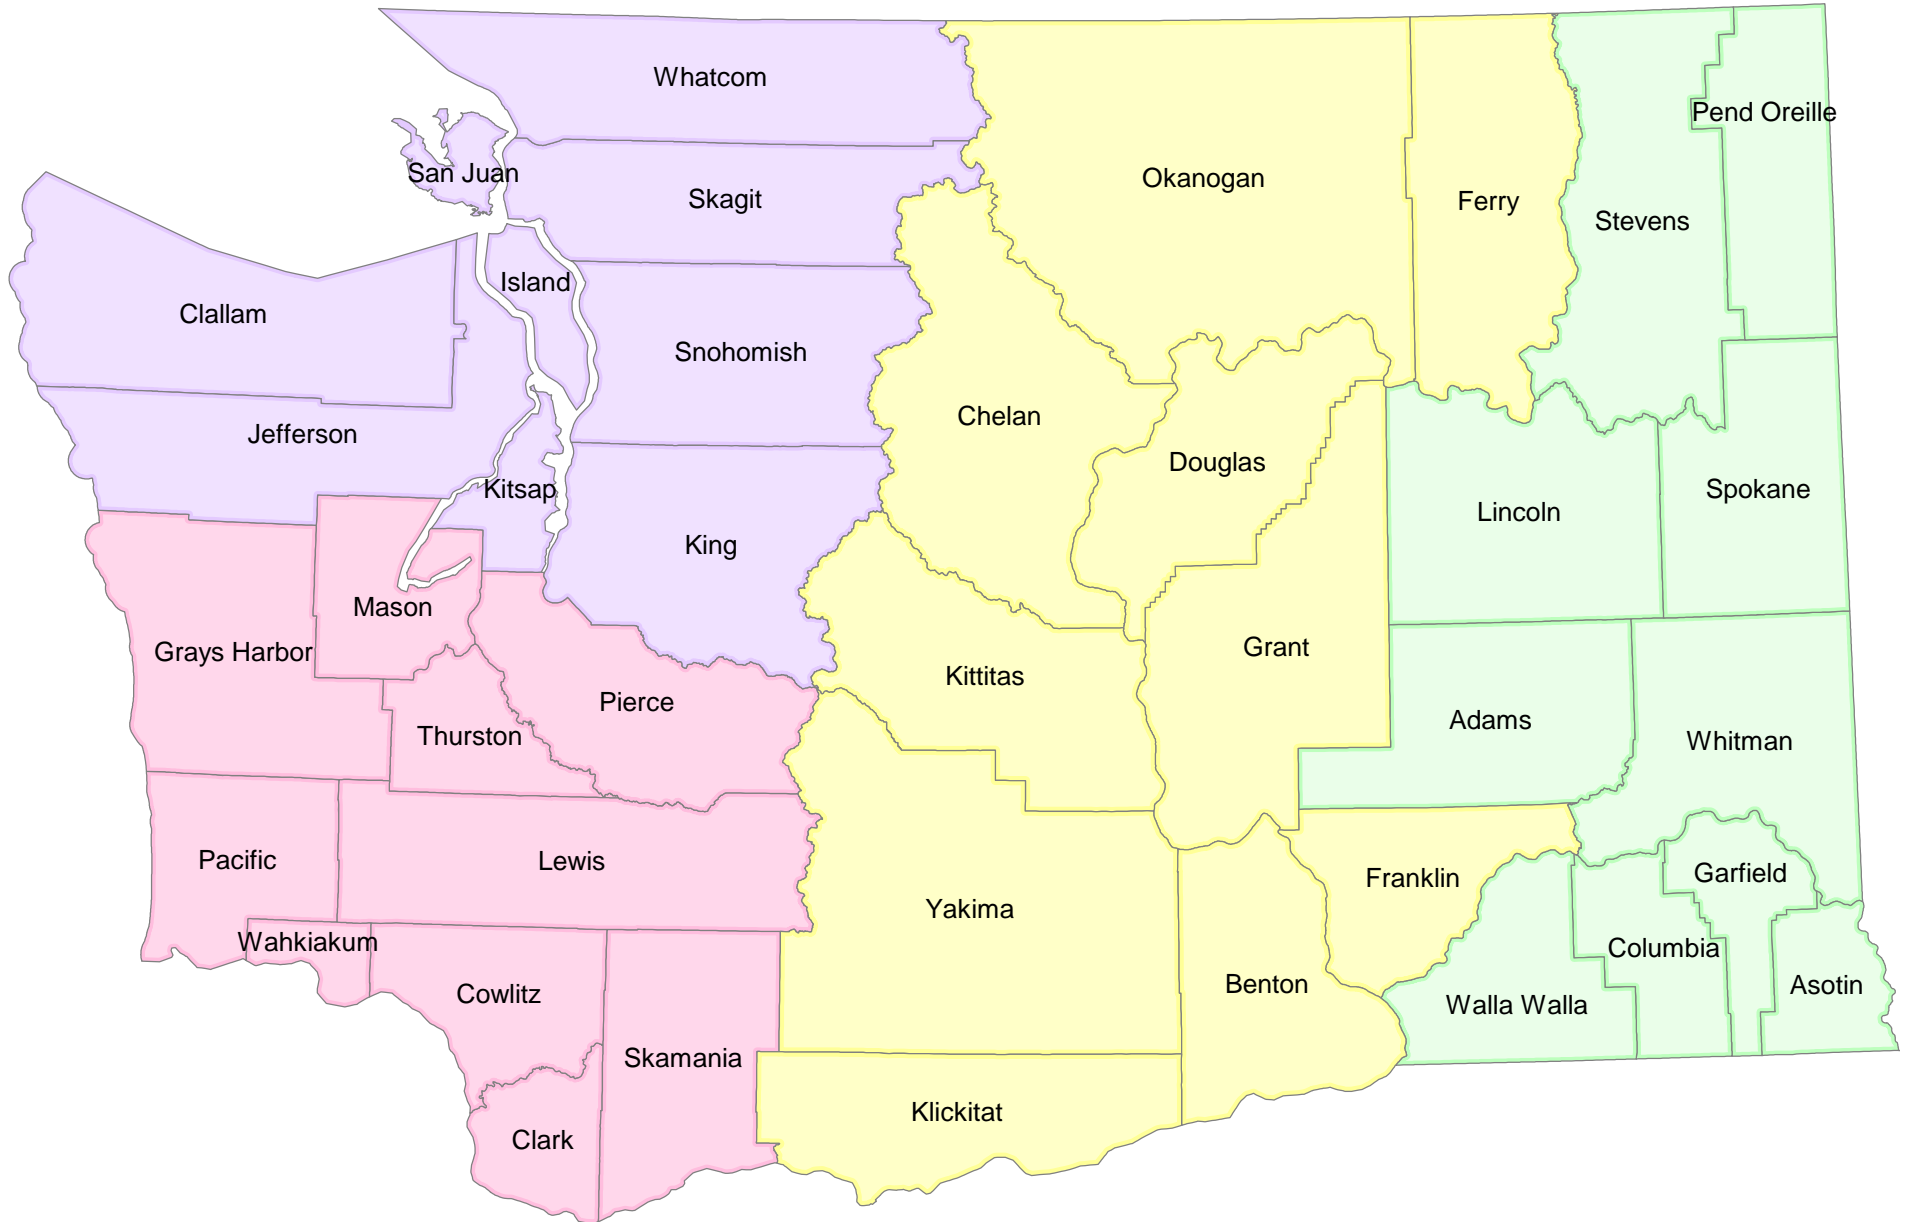 Whatcom
Pend Oreille
San Juan
Okanogan
Skagit
Ferry
Stevens
Island
Clallam
Snohomish
Chelan
Jefferson
Douglas
Kitsap
Spokane
Lincoln
King
Mason
Grant
Grays Harbor
Kittitas
Pierce
Adams
Thurston
Whitman
Pacific
Lewis
Garfield
Franklin
Yakima
Wahkiakum
Columbia
Benton
Asotin
Cowlitz
Walla Walla
Skamania
Klickitat
Clark